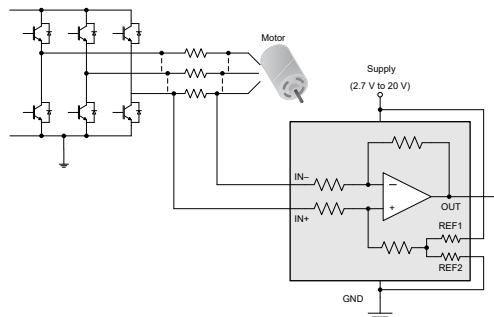 Motor
Supply
(2.7 V to 20 V)
IN–
–
OUT
+
IN+
REF1
REF2
GND